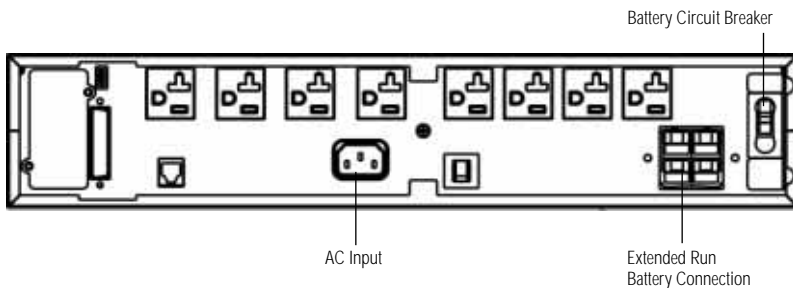 Battery Circuit Breaker
AC Input
Extended Run
Battery Connection